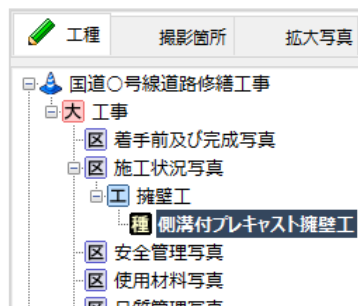 工種 撮影箇所 拡大写真
国道○号線道路修繕工事
大 工事
区 着手前及び完成写真
区 施工状況写真
工 擁壁工
種 側溝付プレキャスト擁壁工
区 安全管理写真
区 使用材料写真